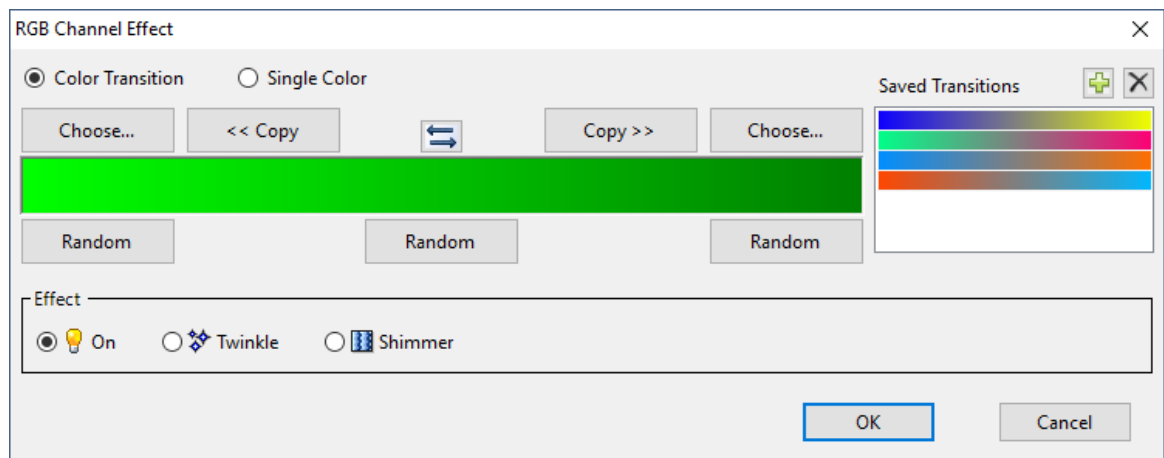 RGB Channel Effect
Color Transition Single Color
Saved Transitions
Choose... << Copy Copy >> Choose...
Random Random Random
Effect
On Twinkle Shimmer
OK Cancel